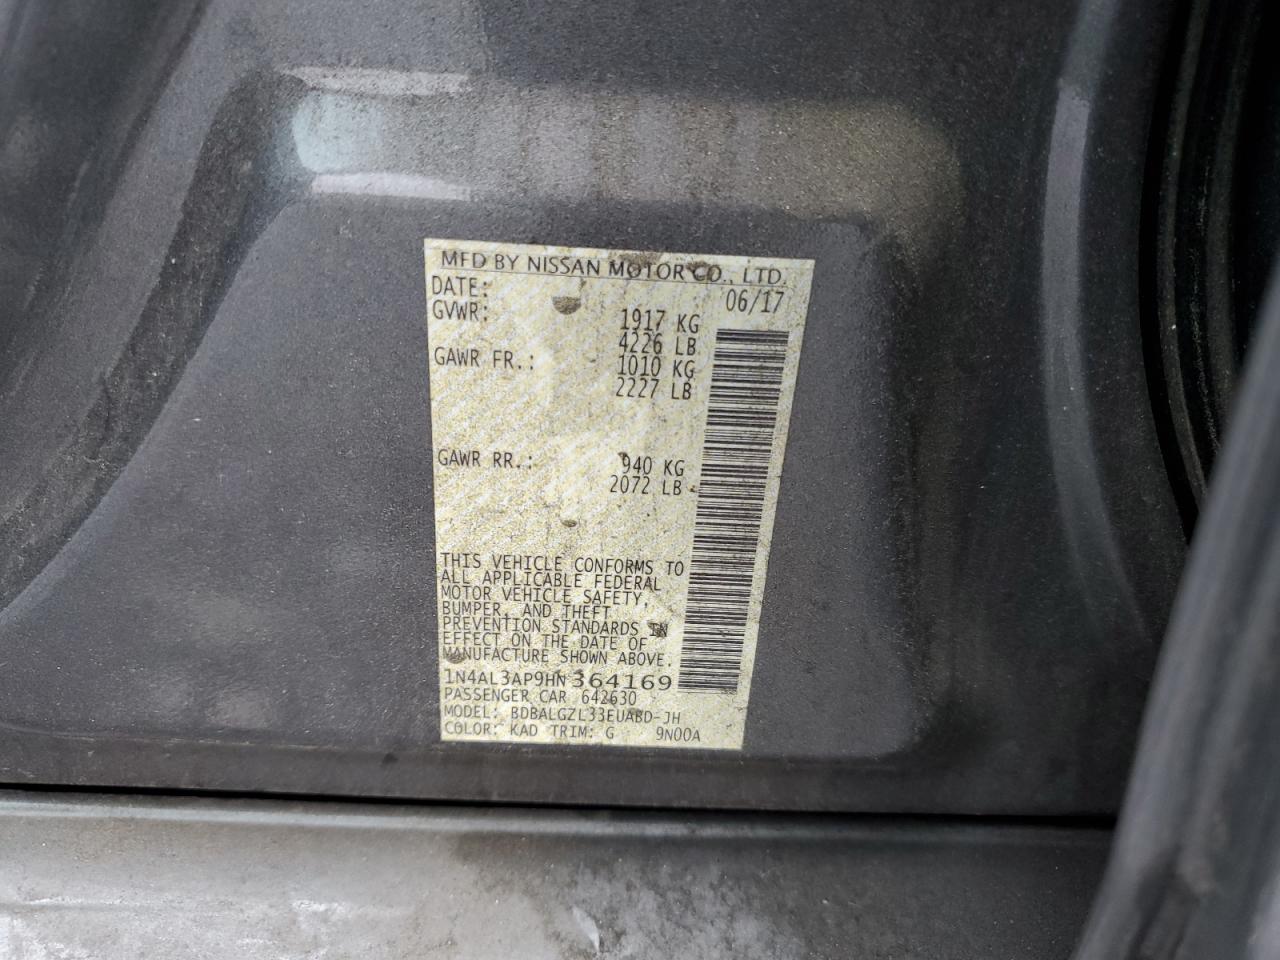 MFD BY NISSAN MOTOR CO., LTD.
DATE: 06/17
GVWR: 1917 KG
4226 LB
GAWR FR.: 1010 KG
2227 LB
GAWR RR.: 940 KG
2072 LB
THIS VEHICLE CONFORMS TO
ALL APPLICABLE FEDERAL
MOTOR VEHICLE SAFETY,
BUMPER, AND THEFT
PREVENTION STANDARDS IN
EFFECT ON THE DATE OF
MANUFACTURE SHOWN ABOVE.
1N4AL3AP9HN364169
PASSENGER CAR 642630
MODEL: BDBALGZL33EUABD-JH
COLOR: KAD TRIM: G 9N00A